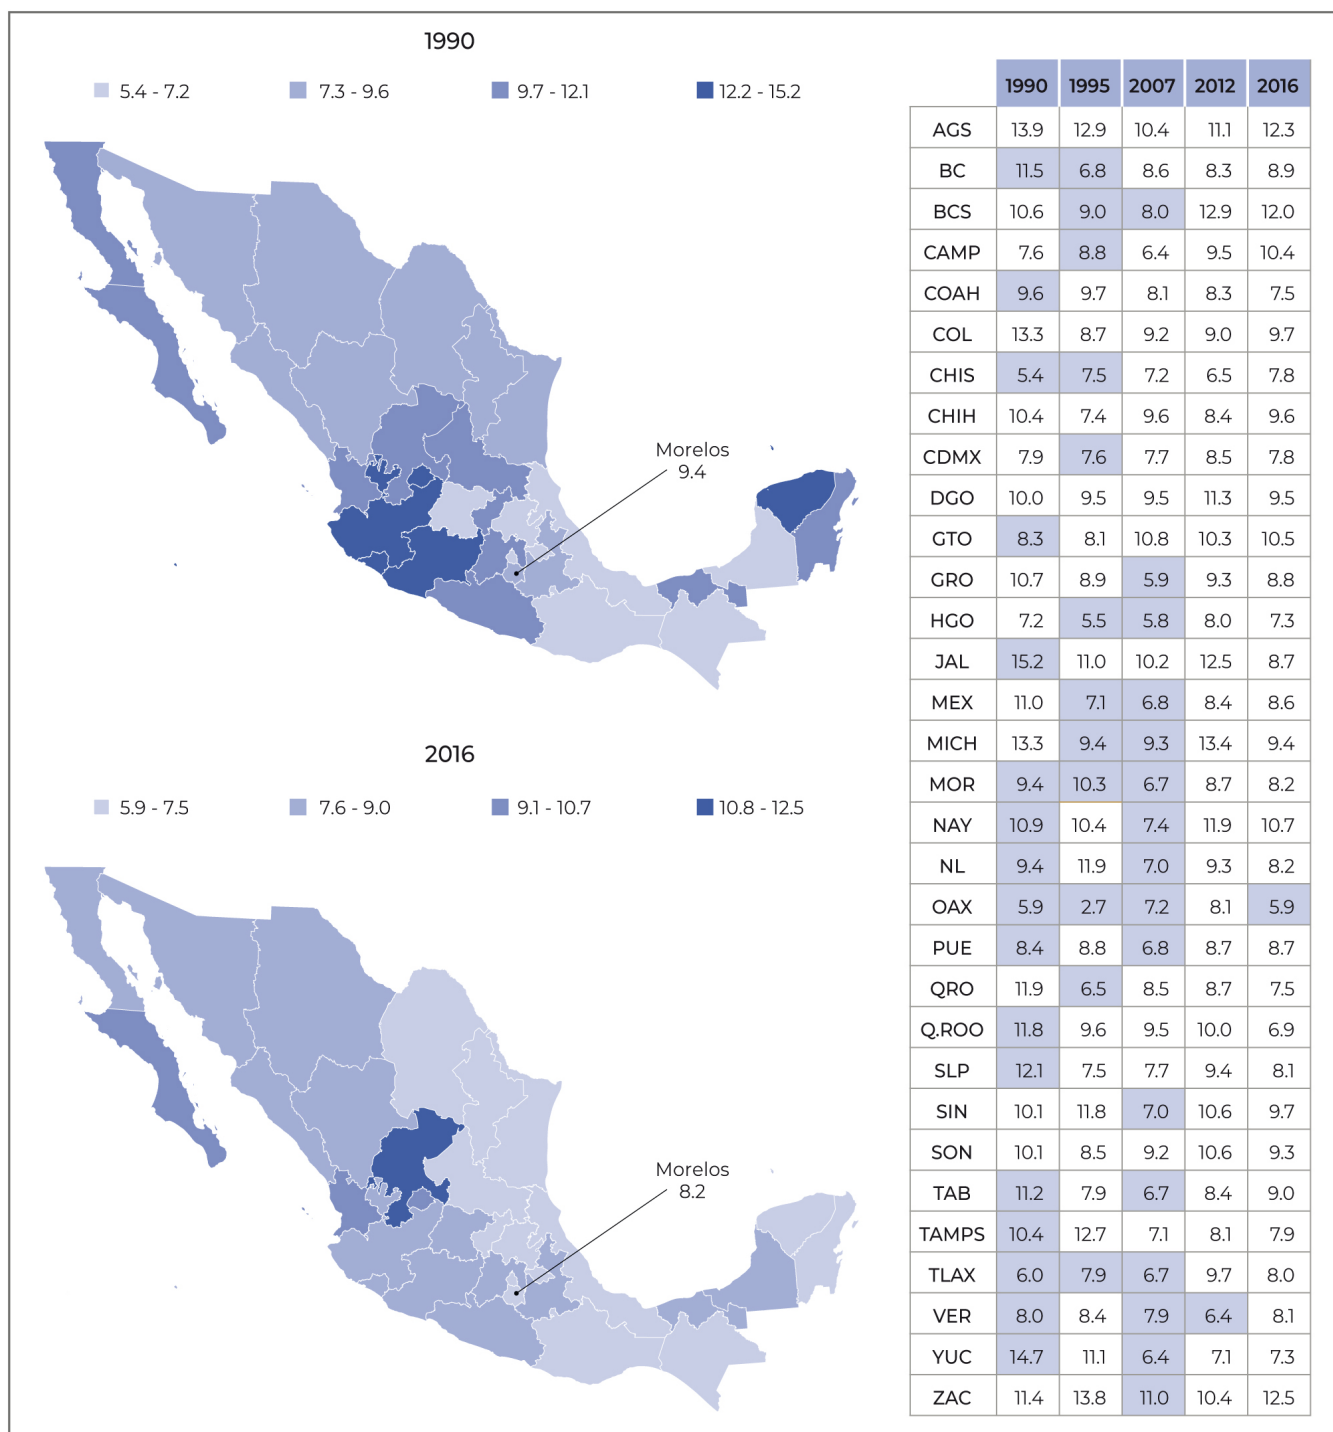 1990
5.4 - 7.2 7.3 - 9.6 9.7 - 12.1 12.2 - 15.2
Morelos
9.4
2016
5.9 - 7.5 7.6 - 9.0 9.1 - 10.7 10.8 - 12.5
Morelos
8.2
1990 1995 2007 2012 2016
AGS 13.9 12.9 10.4 11.1 12.3
BC 11.5 6.8 8.6 8.3 8.9
BCS 10.6 9.0 8.0 12.9 12.0
CAMP 7.6 8.8 6.4 9.5 10.4
COAH 9.6 9.7 8.1 8.3 7.5
COL 13.3 8.7 9.2 9.0 9.7
CHIS 5.4 7.5 7.2 6.5 7.8
CHIH 10.4 7.4 9.6 8.4 9.6
CDMX 7.9 7.6 7.7 8.5 7.8
DGO 10.0 9.5 9.5 11.3 9.5
GTO 8.3 8.1 10.8 10.3 10.5
GRO 10.7 8.9 5.9 9.3 8.8
HGO 7.2 5.5 5.8 8.0 7.3
JAL 15.2 11.0 10.2 12.5 8.7
MEX 11.0 7.1 6.8 8.4 8.6
MICH 13.3 9.4 9.3 13.4 9.4
MOR 9.4 10.3 6.7 8.7 8.2
NAY 10.9 10.4 7.4 11.9 10.7
NL 9.4 11.9 7.0 9.3 8.2
OAX 5.9 2.7 7.2 8.1 5.9
PUE 8.4 8.8 6.8 8.7 8.7
QRO 11.9 6.5 8.5 8.7 7.5
Q.ROO 11.8 9.6 9.5 10.0 6.9
SLP 12.1 7.5 7.7 9.4 8.1
SIN 10.1 11.8 7.0 10.6 9.7
SON 10.1 8.5 9.2 10.6 9.3
TAB 11.2 7.9 6.7 8.4 9.0
TAMPS 10.4 12.7 7.1 8.1 7.9
TLAX 6.0 7.9 6.7 9.7 8.0
VER 8.0 8.4 7.9 6.4 8.1
YUC 14.7 11.1 6.4 7.1 7.3
ZAC 11.4 13.8 11.0 10.4 12.5